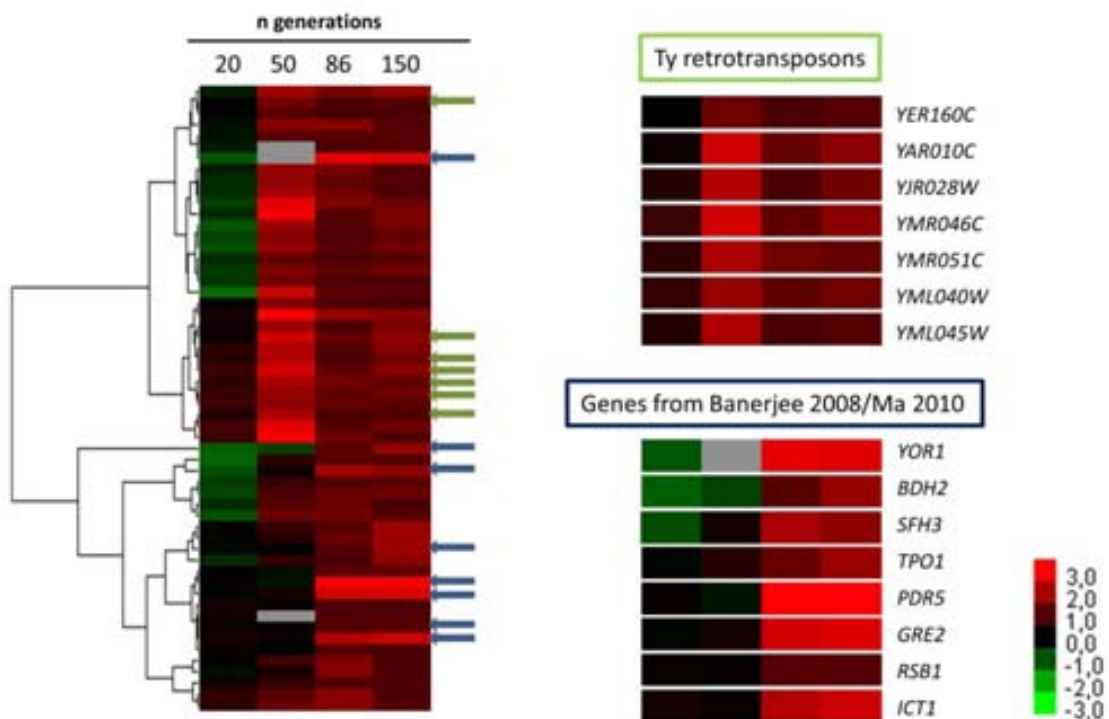 n generations
20 50 86 150
Ty retrotransposons
YER160C
YAR010C
YJR028W
YMR046C
YMR051C
YML040W
YML045W
Genes from Banerjee 2008/Ma 2010
YOR1
BDH2
SFH3
TPO1
PDR5
GRE2
RSB1
ICT1
3,0
2,0
1,0
0,0
-1,0
-2,0
-3,0